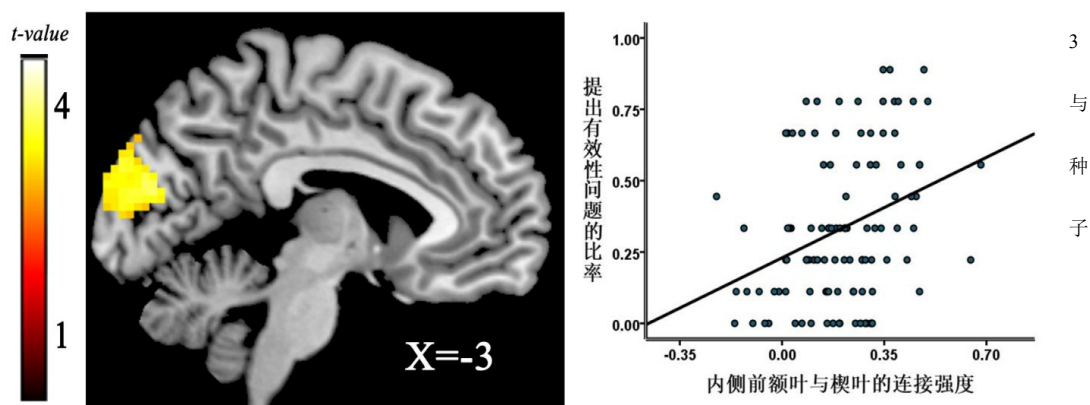 t-value
4
1
X=-3
提出有效性问题的比率
1.00
0.75
0.50
0.25
0.00
-0.35 0.00 0.35 0.70
内侧前额叶与楔叶的连接强度
3
与
种
子